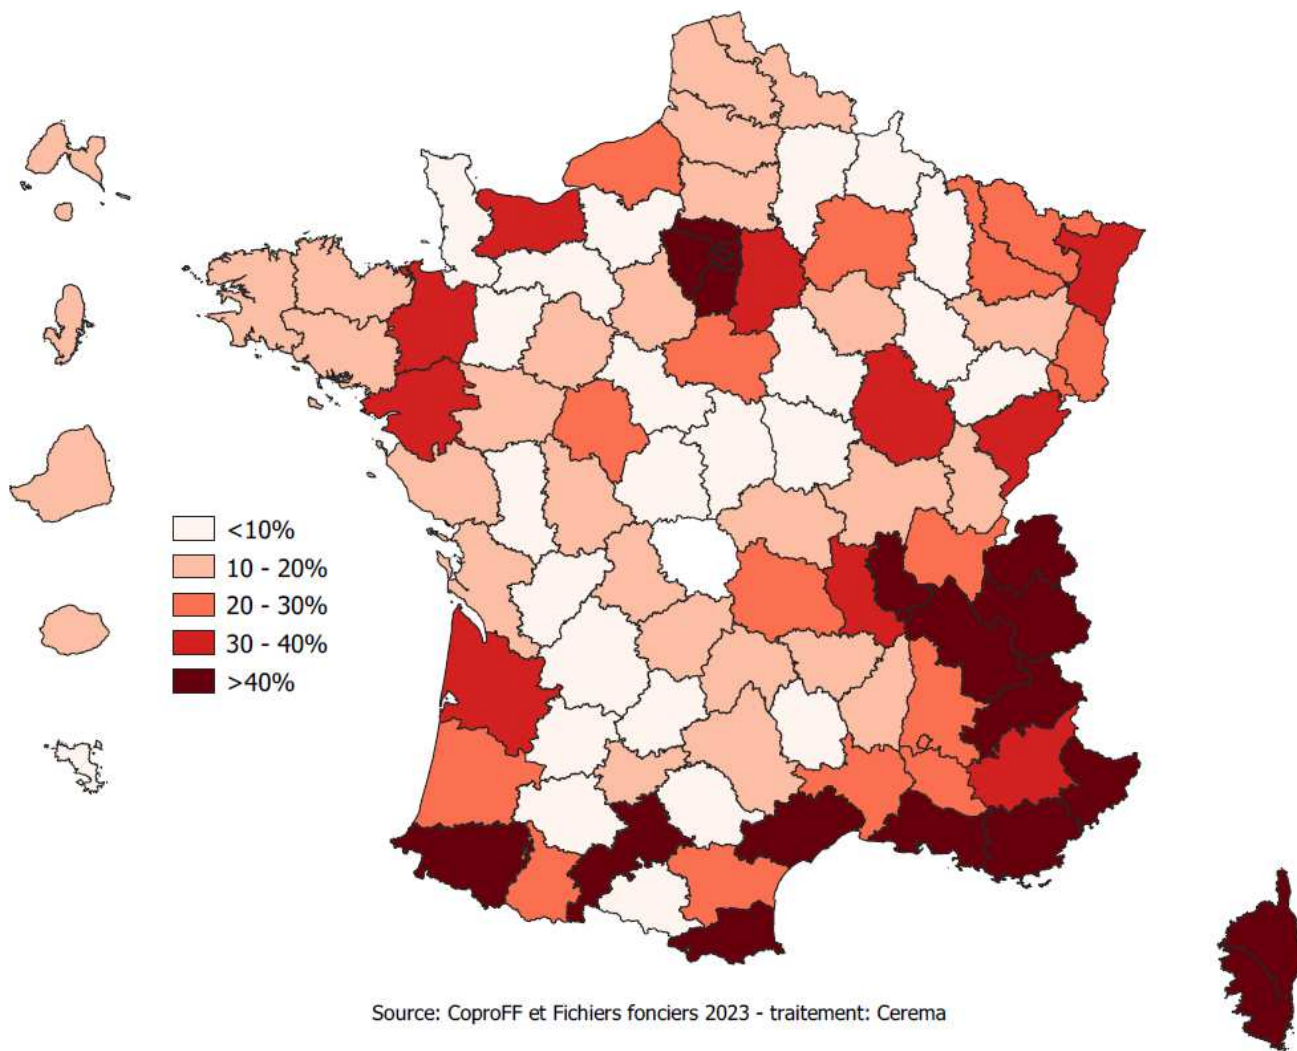 <10%
10 - 20%
20 - 30%
30 - 40%
>40%
Source: CoproFF et Fichiers fonciers 2023 - traitement: Cerema